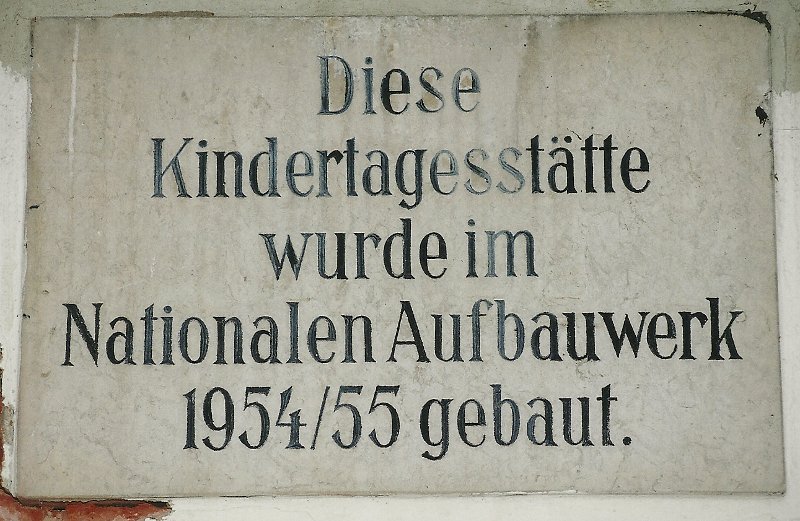 Diese
Kindertagesstätte
wurde im
Nationalen Aufbauwerk
1954/55 gebaut.